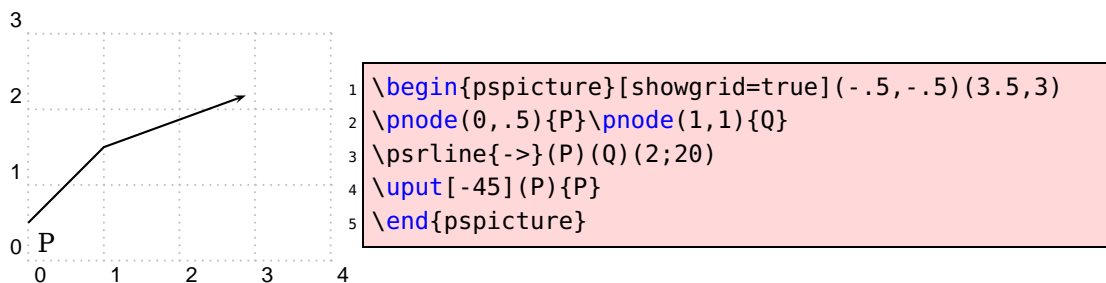 3
2
1
0
P
0 1 2 3 4
1 \begin{pspicture}[showgrid=true](-.5,-.5)(3.5,3)
2 \pnode(0,.5){P}\pnode(1,1){Q}
3 \psrline{->}(P)(Q)(2;20)
4 \uput[-45](P){P}
5 \end{pspicture}